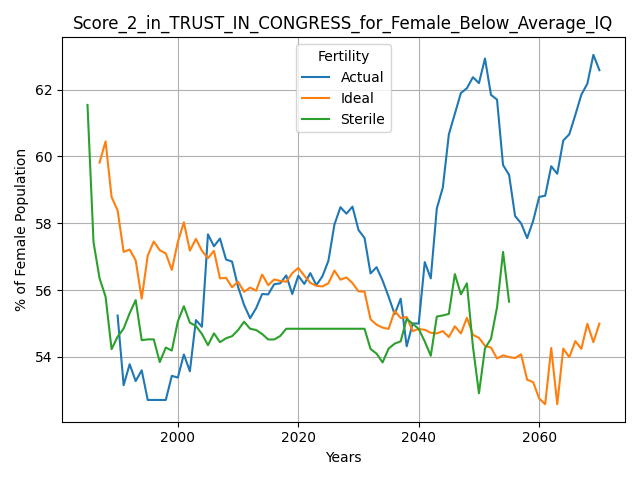 Score_2_in_TRUST_IN_CONGRESS_for_Female_Below_Average_IQ
Fertility
Actual
Ideal
Sterile
% of Female Population
62
60
58
56
54
2000
2020
2040
2060
Years